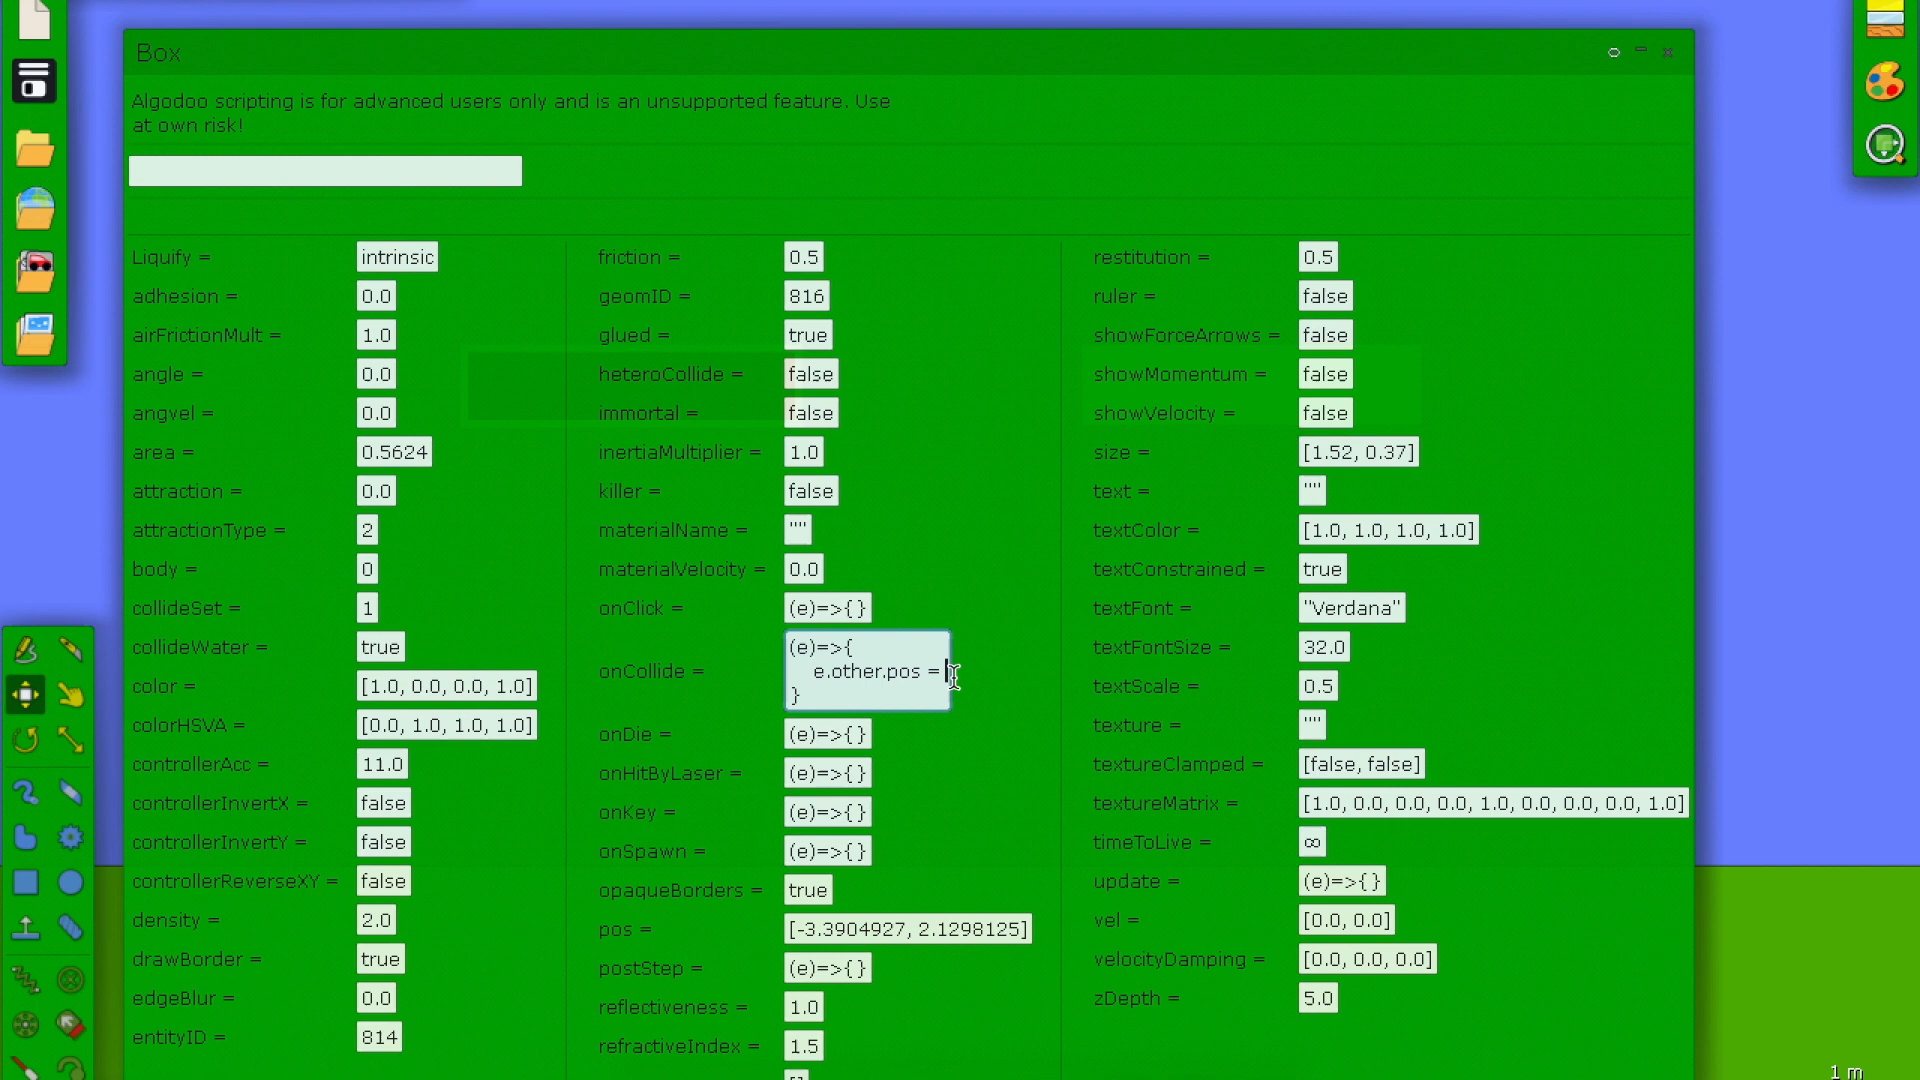 Box
Algodoo scripting is for advanced users only and is an unsupported feature. Use
at own risk!
Liquify = intrinsic
adhesion = 0.0
airFrictionMult = 1.0
angle = 0.0
angvel = 0.0
area = 0.5624
attraction = 0.0
attractionType = 2
body = 0
collideSet = 1
collideWater = true
color = [1.0, 0.0, 0.0, 1.0]
colorHSVA = [0.0, 1.0, 1.0, 1.0]
controllerAcc = 11.0
controllerInvertX = false
controllerInvertY = false
controllerReverseXY = false
density = 2.0
drawBorder = true
edgeBlur = 0.0
entityID = 814
friction = 0.5
geomID = 816
glued = true
heteroCollide = false
immortal = false
inertiaMultiplier = 1.0
killer = false
materialName = ""
materialVelocity = 0.0
onClick = (e)=>{}
onCollide = (e)=>{
e.other.pos =
}
onDie = (e)=>{}
onHitByLaser = (e)=>{}
onKey = (e)=>{}
onSpawn = (e)=>{}
opaqueBorders = true
pos = [-3.3904927, 2.1298125]
postStep = (e)=>{}
reflectiveness = 1.0
refractiveIndex = 1.5
restitution = 0.5
ruler = false
showForceArrows = false
showMomentum = false
showVelocity = false
size = [1.52, 0.37]
text = ""
textColor = [1.0, 1.0, 1.0, 1.0]
textConstrained = true
textFont = "Verdana"
textFontSize = 32.0
textScale = 0.5
texture = ""
textureClamped = [false, false]
textureMatrix = [1.0, 0.0, 0.0, 0.0, 1.0, 0.0, 0.0, 0.0, 1.0]
timeToLive = ∞
update = (e)=>{}
vel = [0.0, 0.0]
velocityDamping = [0.0, 0.0, 0.0]
zDepth = 5.0
1 m